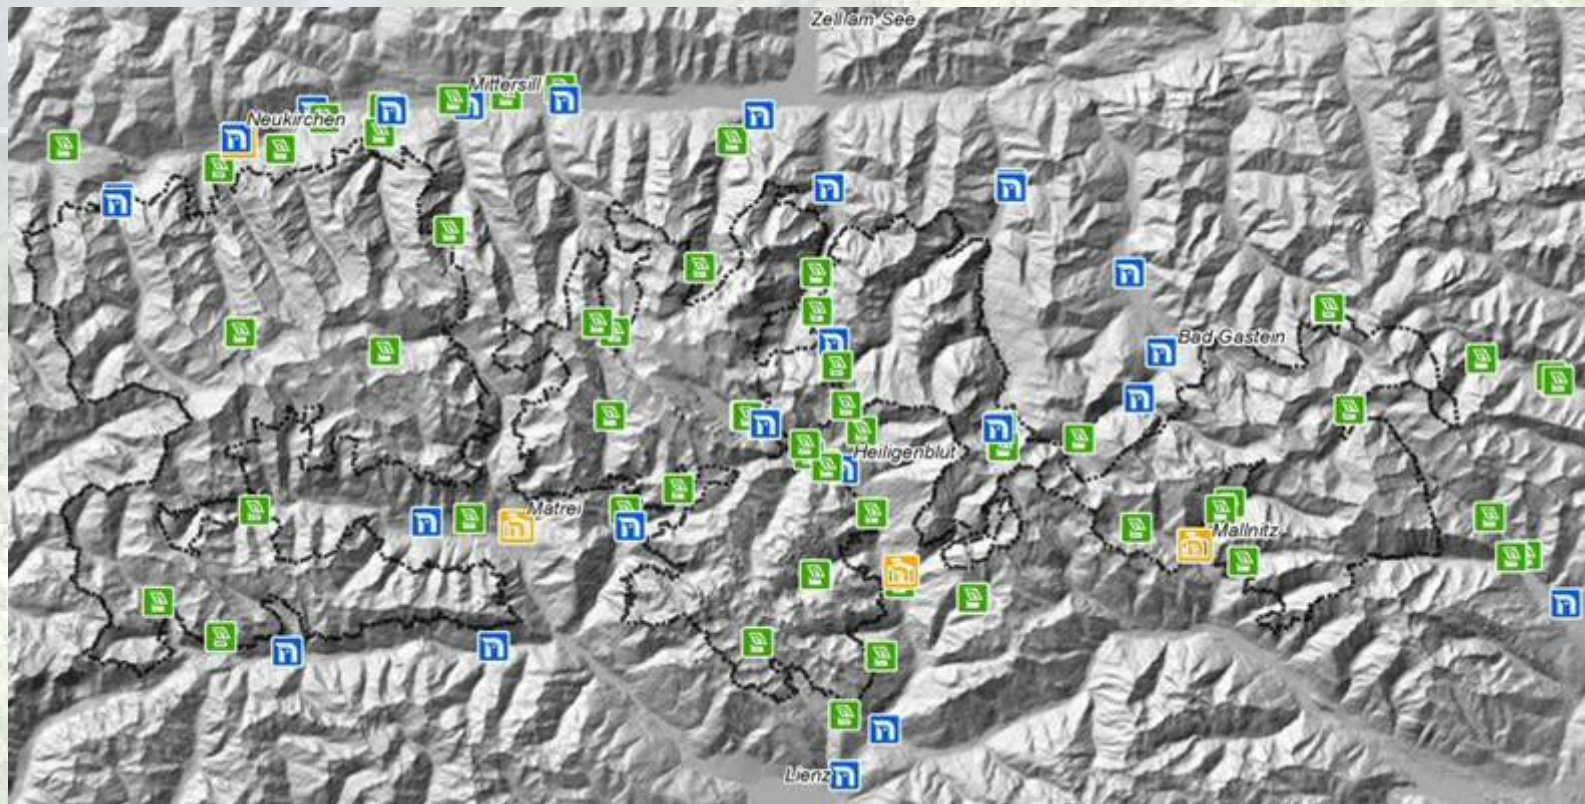 Zell am See
Mittersill
Neukirchen
Bad Gastein
Heiligenblut
Matrei
Mallnitz
Lienz